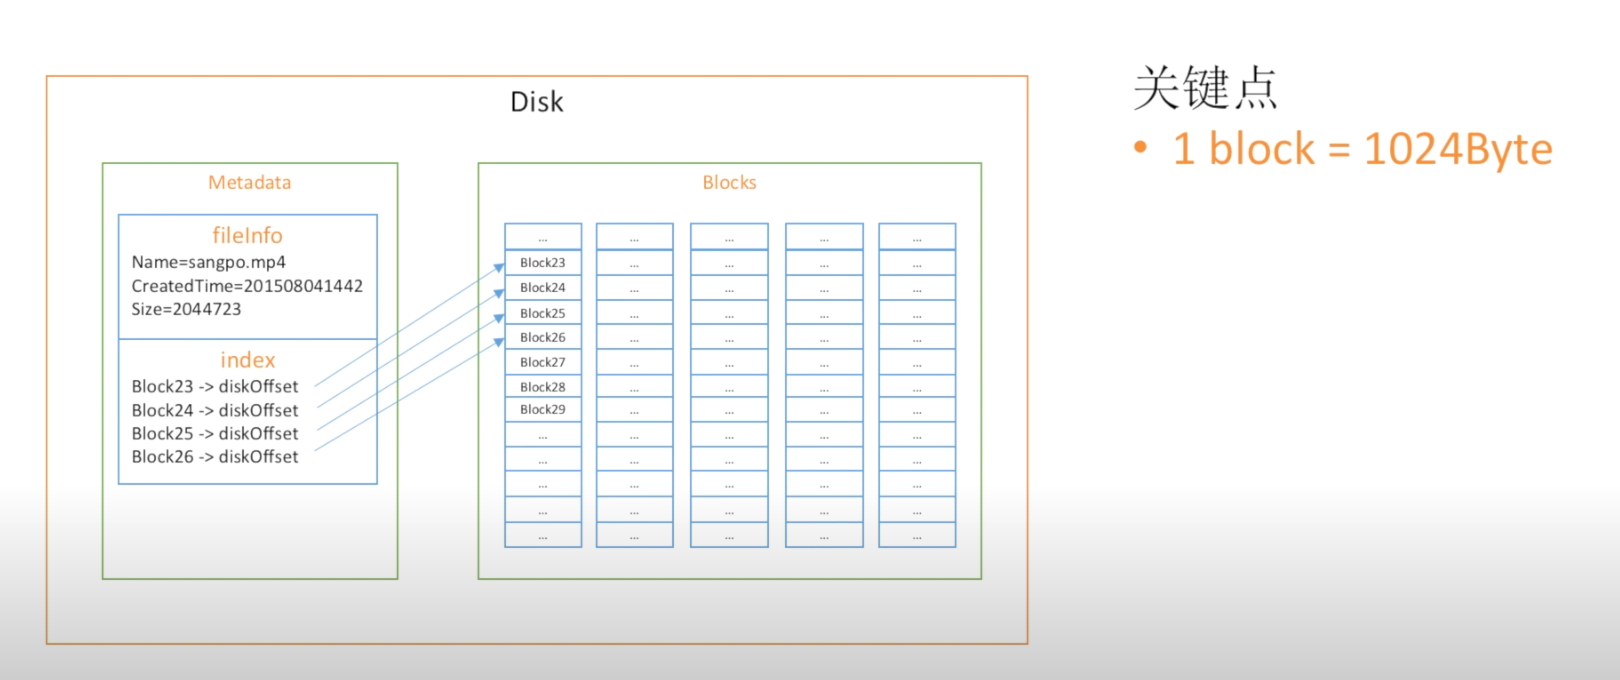 Disk
Metadata
fileInfo
Name=sangpo.mp4
CreatedTime=201508041442
Size=2044723
index
Block23 -> diskOffset
Block24 -> diskOffset
Block25 -> diskOffset
Block26 -> diskOffset
Blocks
... ... ... ... ...
Block23 ... ... ... ...
Block24 ... ... ... ...
Block25 ... ... ... ...
Block26 ... ... ... ...
Block27 ... ... ... ...
Block28 ... ... ... ...
Block29 ... ... ... ...
... ... ... ... ...
... ... ... ... ...
... ... ... ... ...
... ... ... ... ...
... ... ... ... ...
关键点
• 1 block = 1024Byte